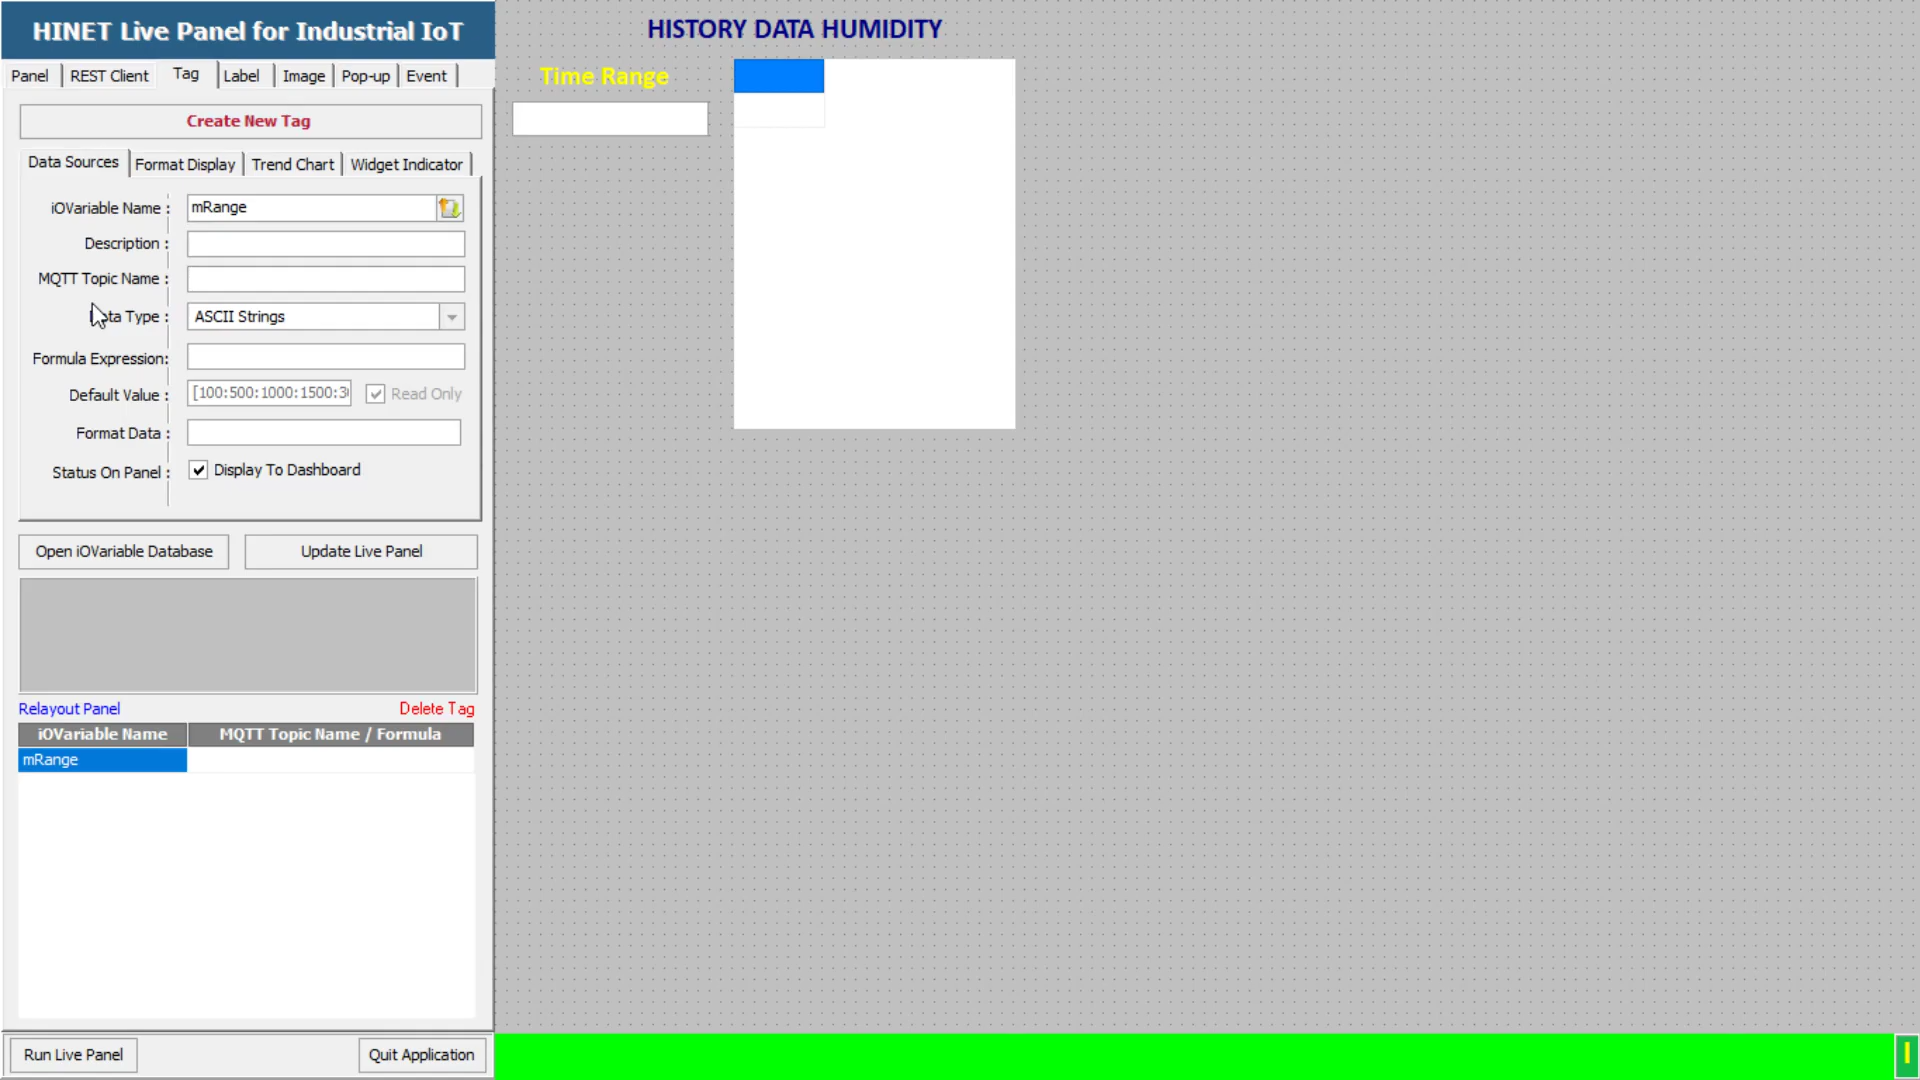 HINET Live Panel for Industrial IoT
Panel
REST Client
Tag
Label
Image
Pop-up
Event
Create New Tag
Data Sources
Format Display
Trend Chart
Widget Indicator
iOVariable Name :
mRange
Description :
MQTT Topic Name :
ta Type :
ASCII Strings
Formula Expression:
Default Value :
[100:500:1000:1500:30
Read Only
Format Data :
Status On Panel :
Display To Dashboard
Open iOVariable Database
Update Live Panel
Relayout Panel
Delete Tag
iOVariable Name
MQTT Topic Name / Formula
mRange
Run Live Panel
Quit Application
HISTORY DATA HUMIDITY
Time Range
I